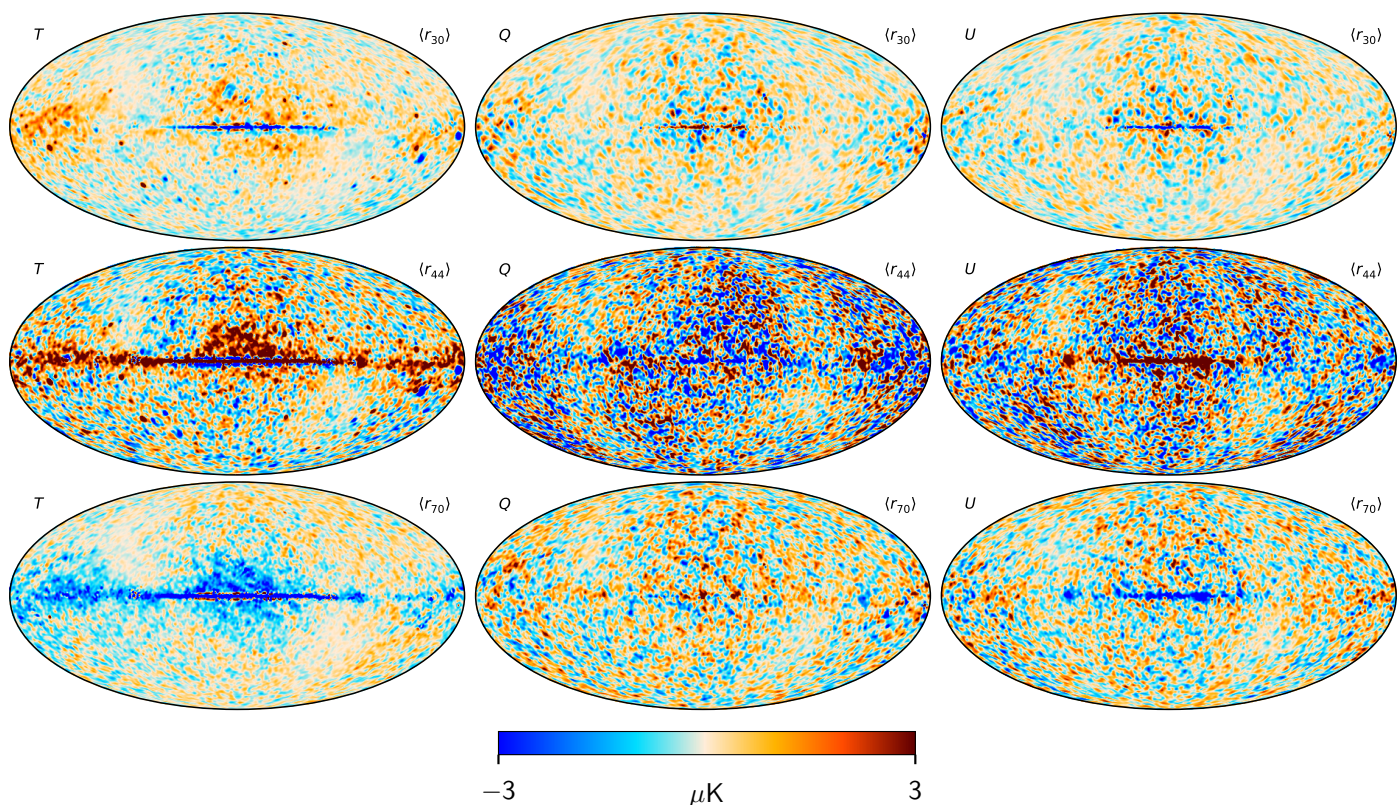 T ⟨r₃₀⟩ Q ⟨r₃₀⟩ U ⟨r₃₀⟩
T ⟨r₄₄⟩ Q ⟨r₄₄⟩ U ⟨r₄₄⟩
T ⟨r₇₀⟩ Q ⟨r₇₀⟩ U ⟨r₇₀⟩
−3 μK 3